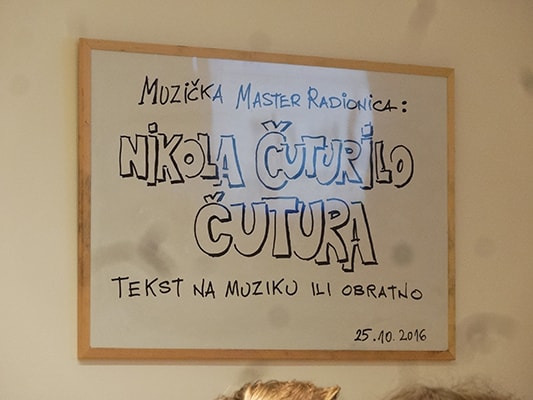 MUZIČKA MASTER RADIONICA:
NIKOLA ČUTURILO
ČUTURA
TEKST NA MUZIKU ILI OBRATNO
25.10.2016